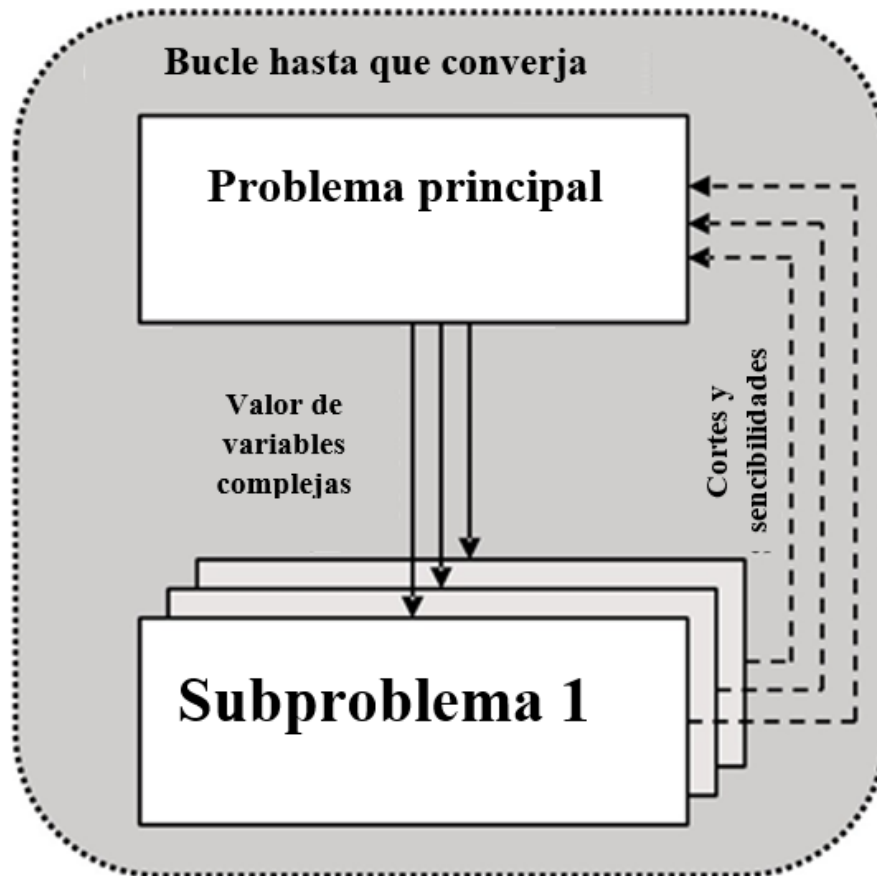 Bucle hasta que converja
Problema principal
Valor de
variables
complejas
Cortes y
sencibilidades
Subproblema 1